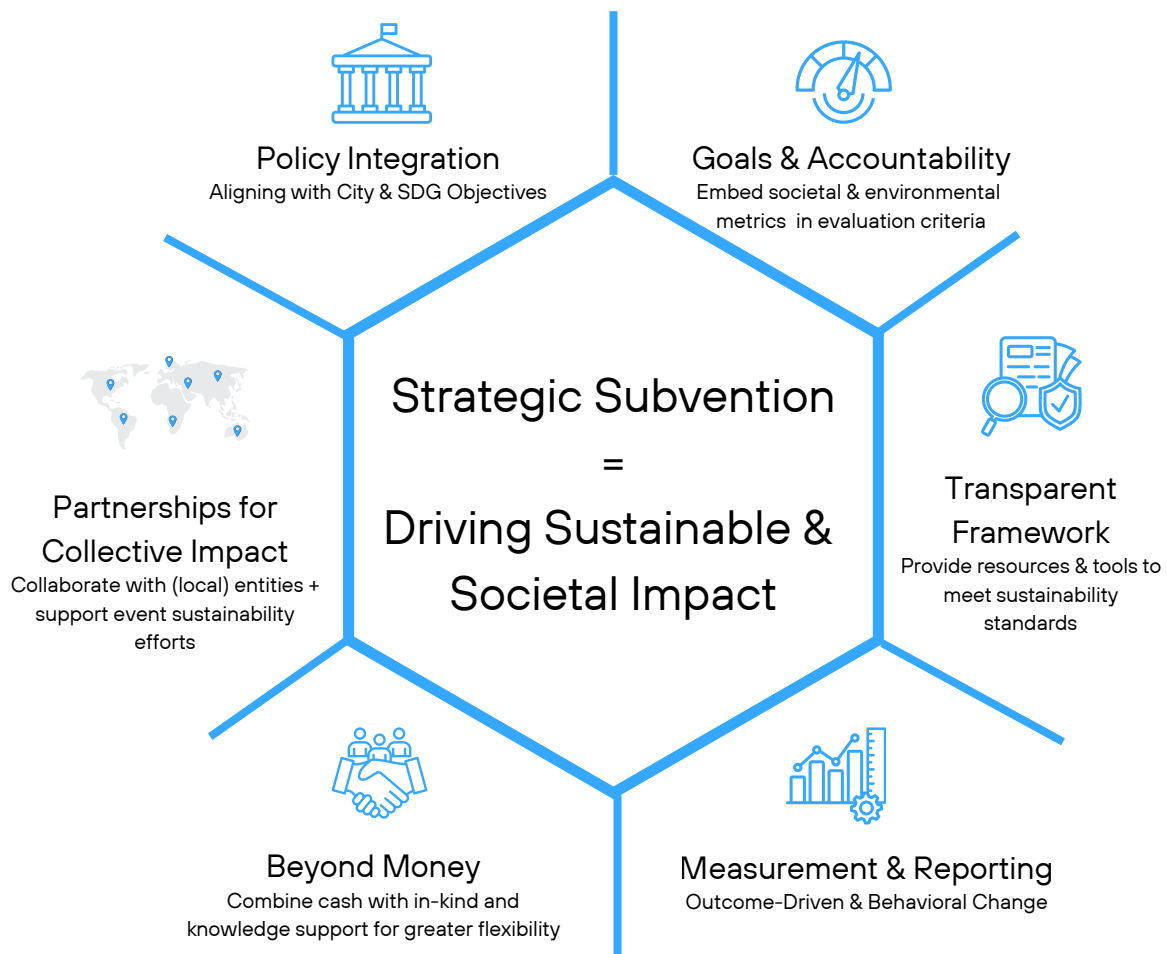 Policy Integration
Aligning with City & SDG Objectives
Goals & Accountability
Embed societal & environmental
metrics in evaluation criteria
Strategic Subvention
=
Driving Sustainable &
Societal Impact
Partnerships for
Collective Impact
Collaborate with (local) entities +
support event sustainability
efforts
Transparent
Framework
Provide resources & tools to
meet sustainability
standards
Beyond Money
Combine cash with in-kind and
knowledge support for greater flexibility
Measurement & Reporting
Outcome-Driven & Behavioral Change